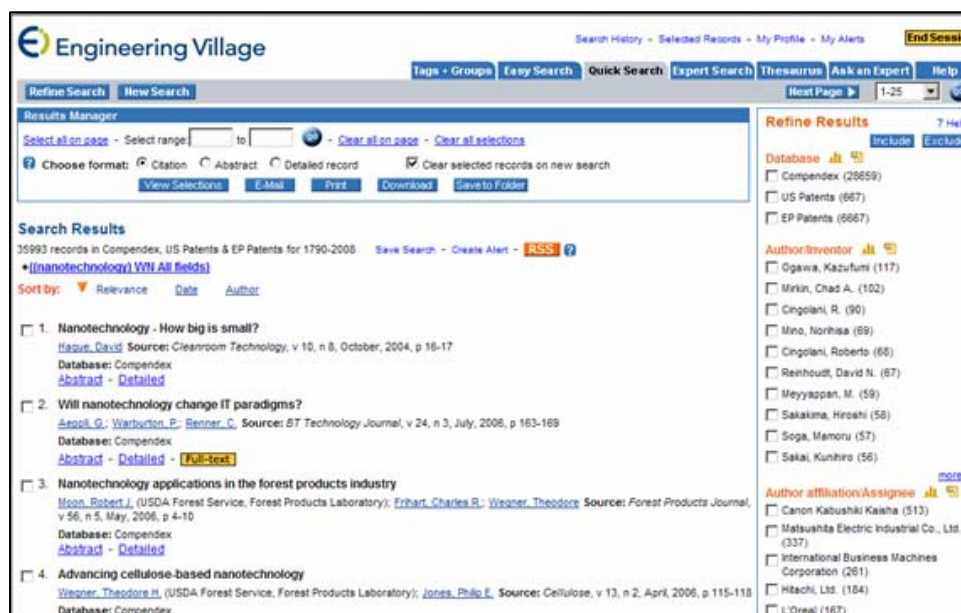 Engineering Village
Search History - Selected Records - My Profile - My Alerts End Sessi
Tags + Groups Easy Search Quick Search Expert Search Thesaurus Ask an Expert Help
Refine Search New Search Next Page 1-25
Results Manager
Select all on page - Select range to - Clear all on page - Clear all selections
? Choose format: Citation Abstract Detailed record Clear selected records on new search
View Selections E-Mail Print Download Save to Folder
Search Results
35993 records in Compendex, US Patents & EP Patents for 1790-2008 Save Search - Create Alert - RSS ?
+((nanotechnology) WN All fields)
Sort by: Relevance Date Author
1. Nanotechnology - How big is small?
Haque, David Source: Cleanroom Technology, v 10, n 8, October, 2004, p 16-17
Database: Compendex
Abstract - Detailed
2. Will nanotechnology change IT paradigms?
Aeppli, G.; Warburton, P.; Renner, C. Source: BT Technology Journal, v 24, n 3, July, 2006, p 163-169
Database: Compendex
Abstract - Detailed - Full-text
3. Nanotechnology applications in the forest products industry
Moon, Robert J. (USDA Forest Service, Forest Products Laboratory); Frihart, Charles R.; Wegner, Theodore Source: Forest Products Journal,
v 56, n 5, May, 2006, p 4-10
Database: Compendex
Abstract - Detailed
4. Advancing cellulose-based nanotechnology
Wegner, Theodore H. (USDA Forest Service, Forest Products Laboratory); Jones, Philip E. Source: Cellulose, v 13, n 2, April, 2006, p 115-118
Database: Compendex
Refine Results ? Hel
Include Exclude
Database
Compendex (28659)
US Patents (667)
EP Patents (6667)
Author/Inventor
Ogawa, Kazufumi (117)
Mirkin, Chad A. (102)
Cingolani, R. (90)
Mino, Norihisa (69)
Cingolani, Roberto (68)
Reinhoudt, David N. (67)
Meyyappan, M. (59)
Sakakima, Hiroshi (58)
Soga, Mamoru (57)
Sakai, Kunihiro (56)
more
Author affiliation/Assignee
Canon Kabushiki Kaisha (513)
Matsushita Electric Industrial Co., Ltd.
(337)
International Business Machines
Corporation (261)
Hitachi, Ltd. (184)
L'Oreal (167)